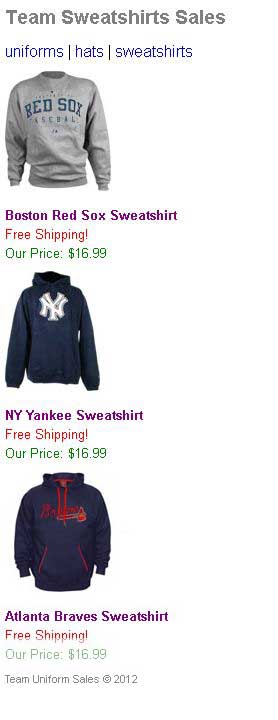 Team Sweatshirts Sales
uniforms | hats | sweatshirts
RED SOX
BASEBALL
Boston Red Sox Sweatshirt
Free Shipping!
Our Price: $16.99
NY
NY Yankee Sweatshirt
Free Shipping!
Our Price: $16.99
Braves
Atlanta Braves Sweatshirt
Free Shipping!
Our Price: $16.99
Team Uniform Sales © 2012